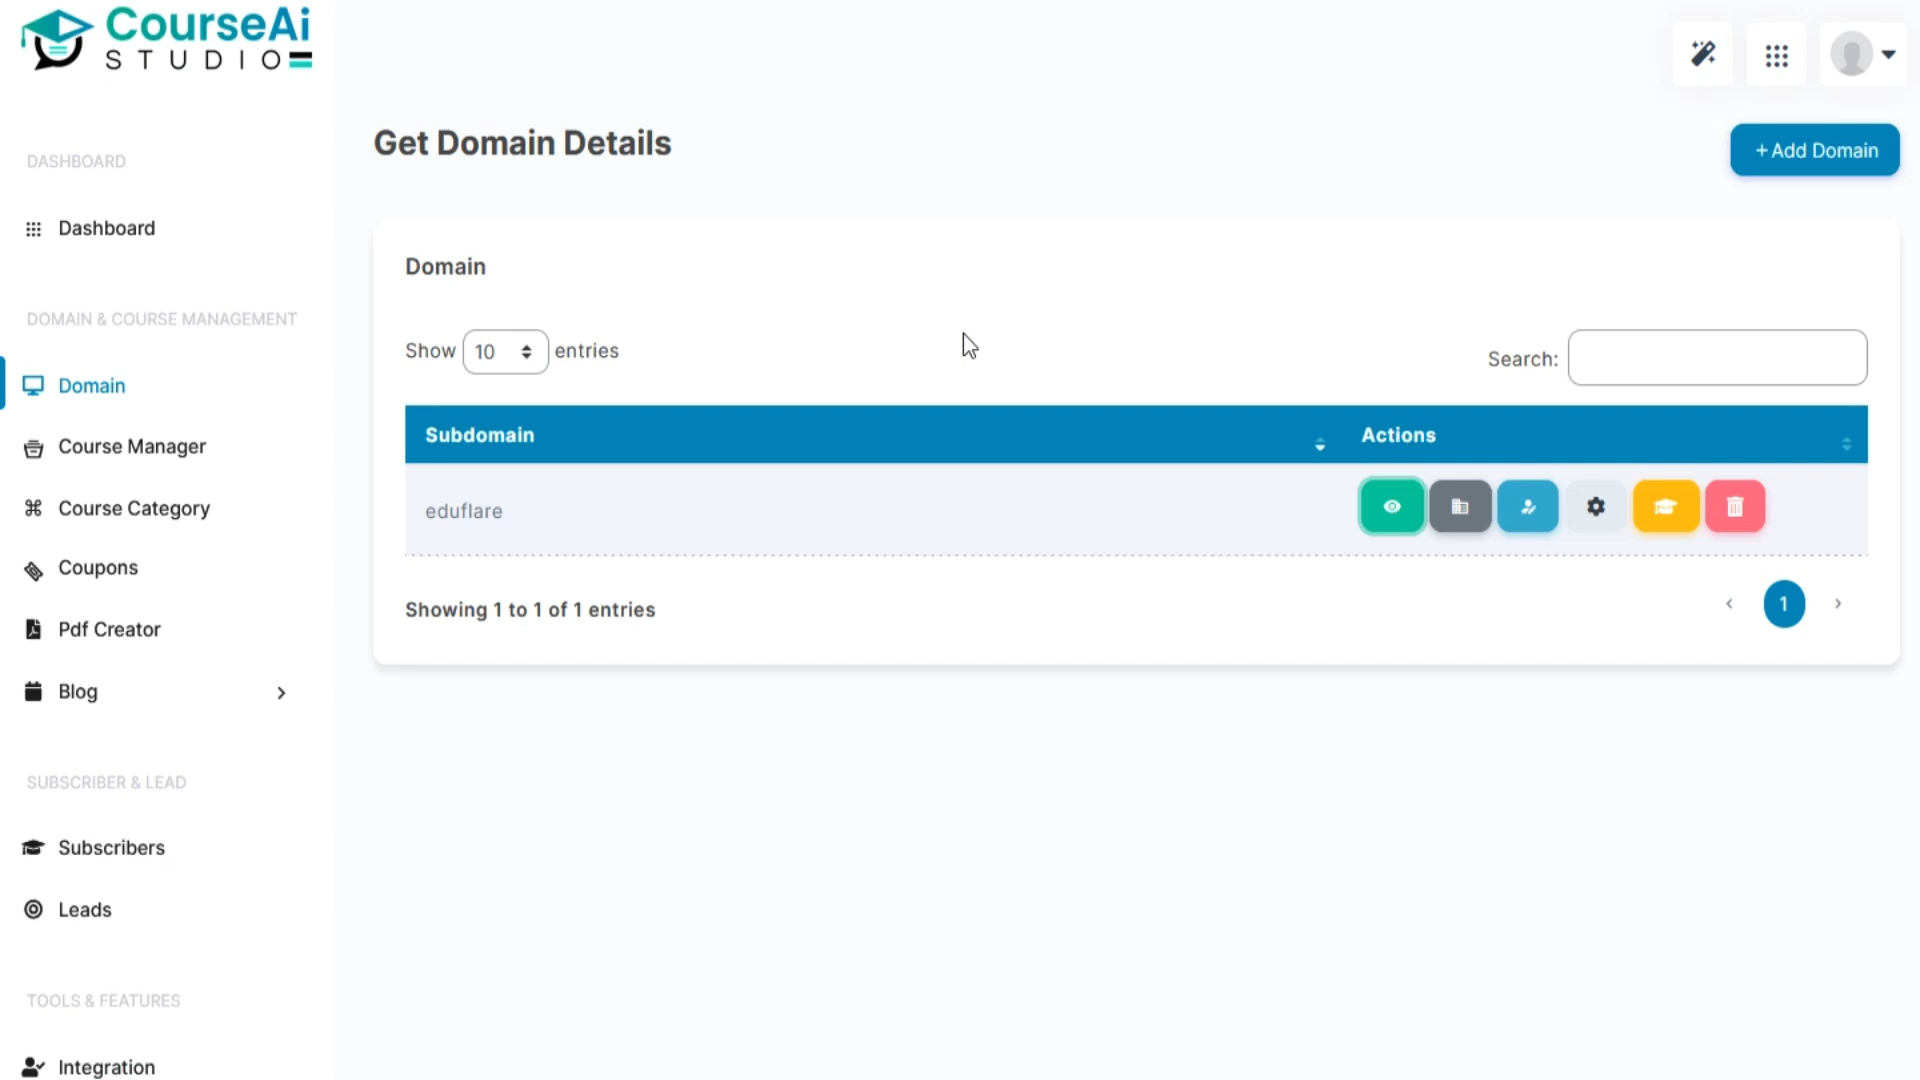 CourseAi
STUDIO
DASHBOARD
Dashboard
DOMAIN & COURSE MANAGEMENT
Domain
Course Manager
Course Category
Coupons
Pdf Creator
Blog
SUBSCRIBER & LEAD
Subscribers
Leads
TOOLS & FEATURES
Integration
Get Domain Details
+Add Domain
Domain
Show 10 entries
Search:
Subdomain Actions
eduflare
Showing 1 to 1 of 1 entries
‹ 1 ›